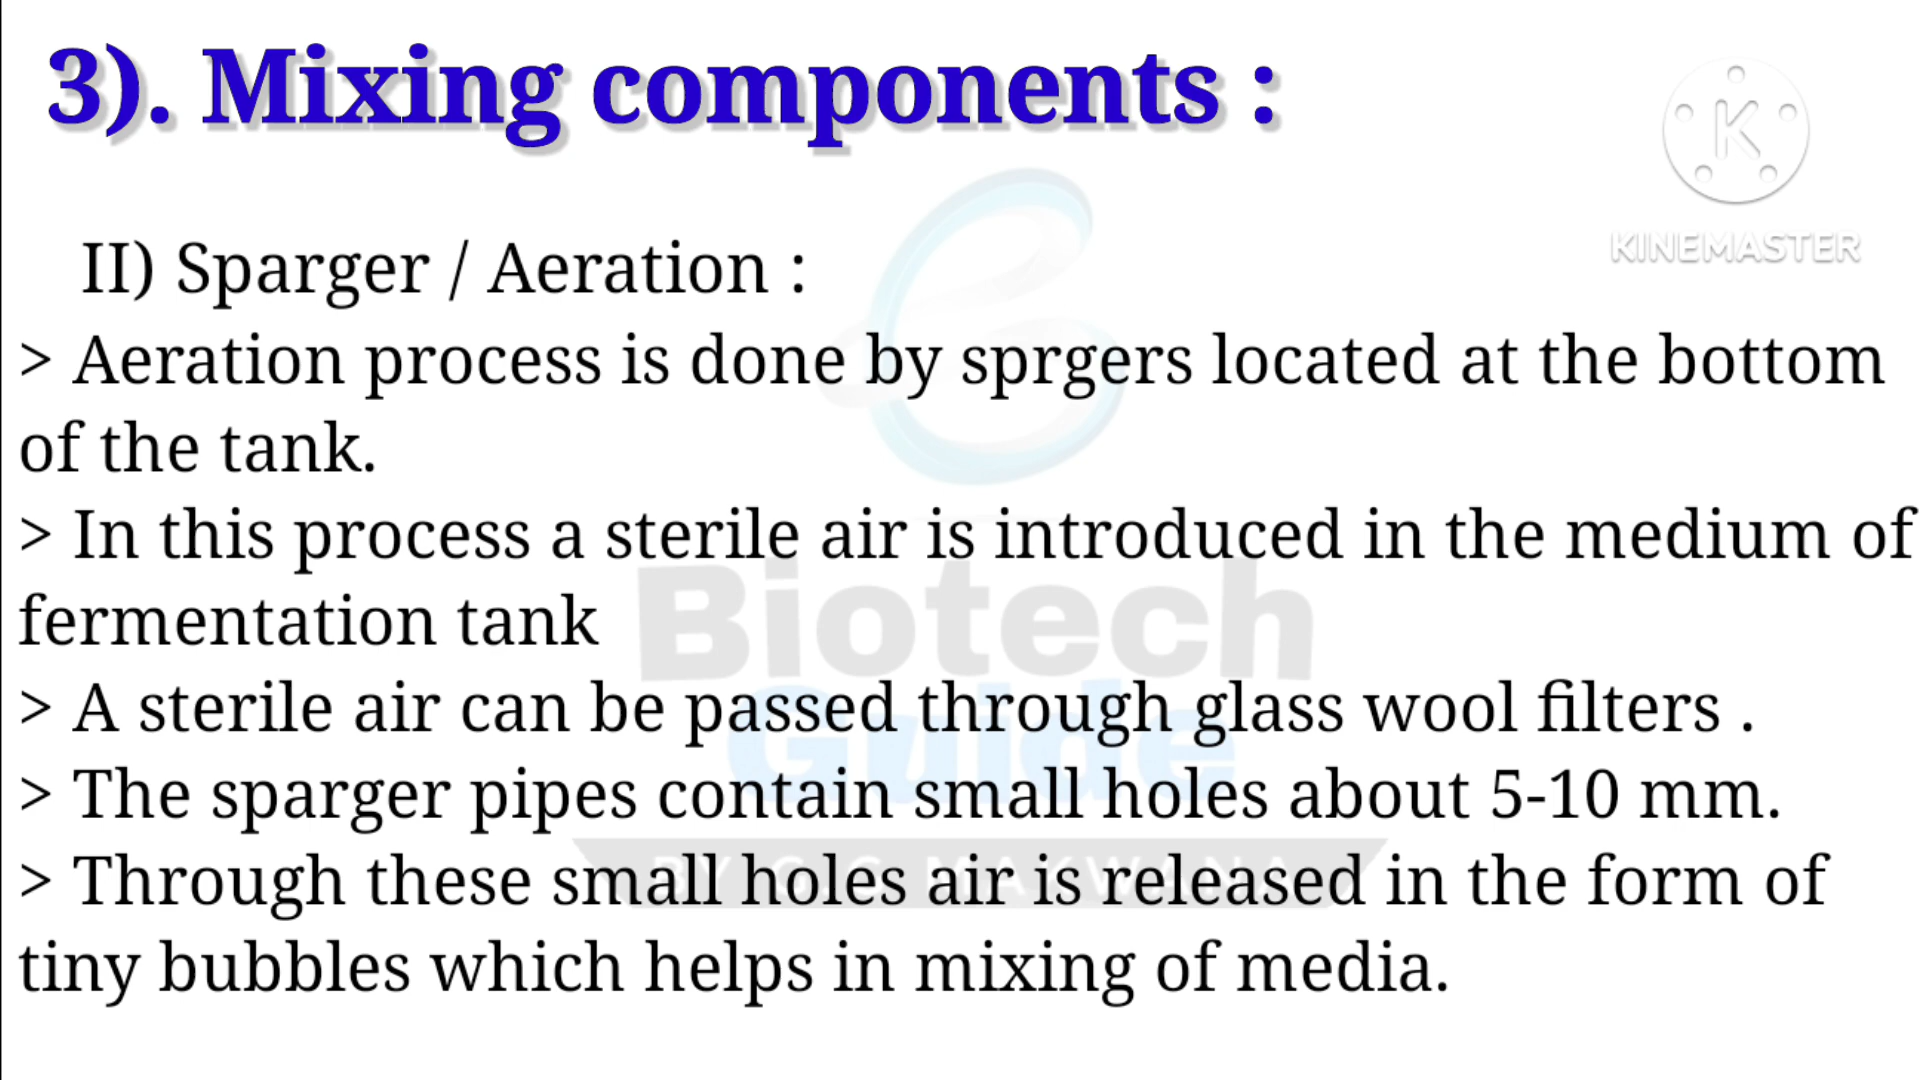 3). Mixing components :
KINEMASTER
II) Sparger / Aeration :
> Aeration process is done by sprgers located at the bottom
of the tank.
> In this process a sterile air is introduced in the medium of
fermentation tank
> A sterile air can be passed through glass wool filters .
> The sparger pipes contain small holes about 5-10 mm.
> Through these small holes air is released in the form of
tiny bubbles which helps in mixing of media.
Biotech
Guide